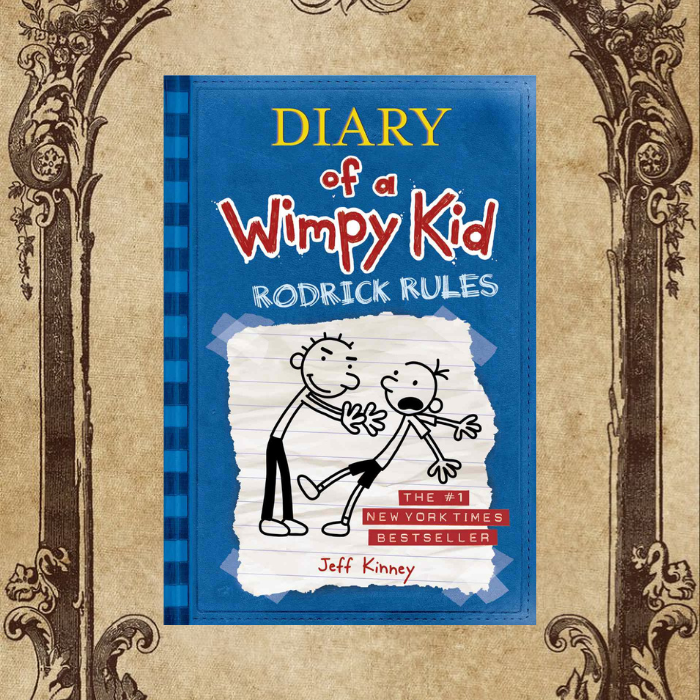 DIARY
of a
Wimpy Kid
RODRICK RULES
THE #1
NEW YORK TIMES
BESTSELLER
Jeff Kinney